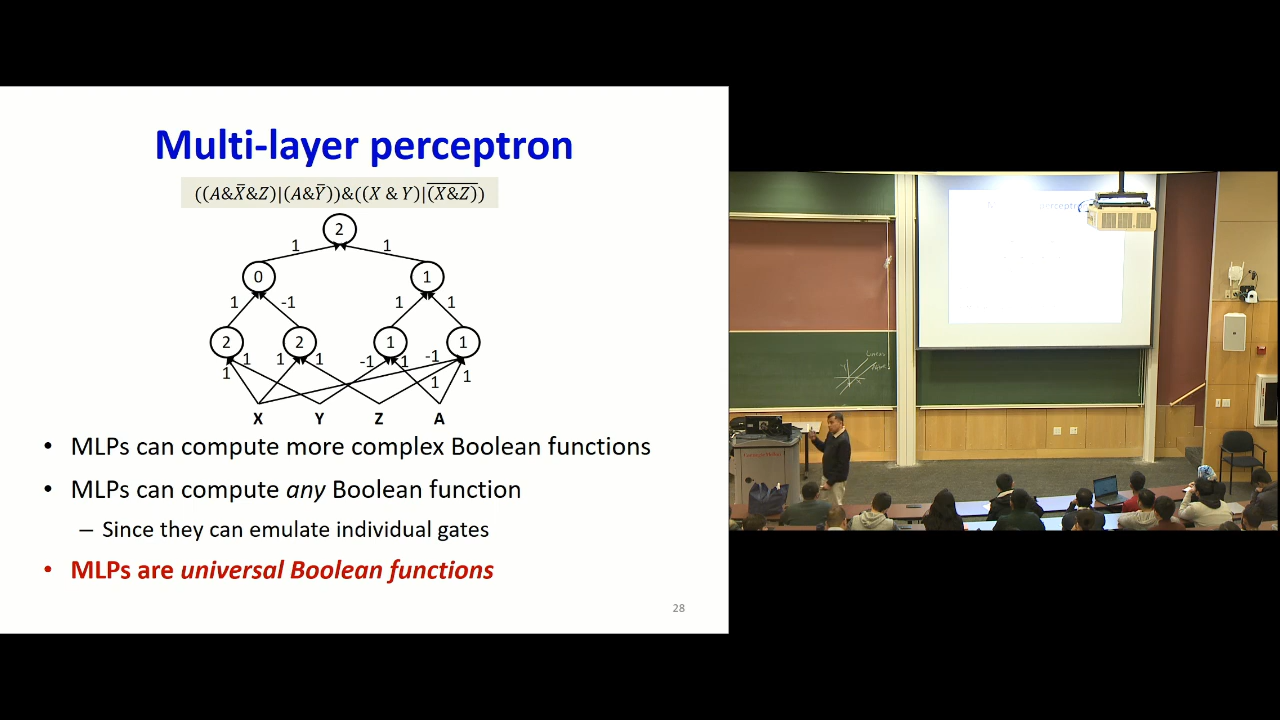 Multi-layer perceptron
((A&X̄&Z)|(A&Ȳ))&((X & Y)|\overline{(X&Z)})
2
1 1
0 1
1 -1 1 1
2 2 1 1
1 1 1 1 -1 1 -1 1 1
X Y Z A
• MLPs can compute more complex Boolean functions
• MLPs can compute any Boolean function
– Since they can emulate individual gates
• MLPs are universal Boolean functions
28